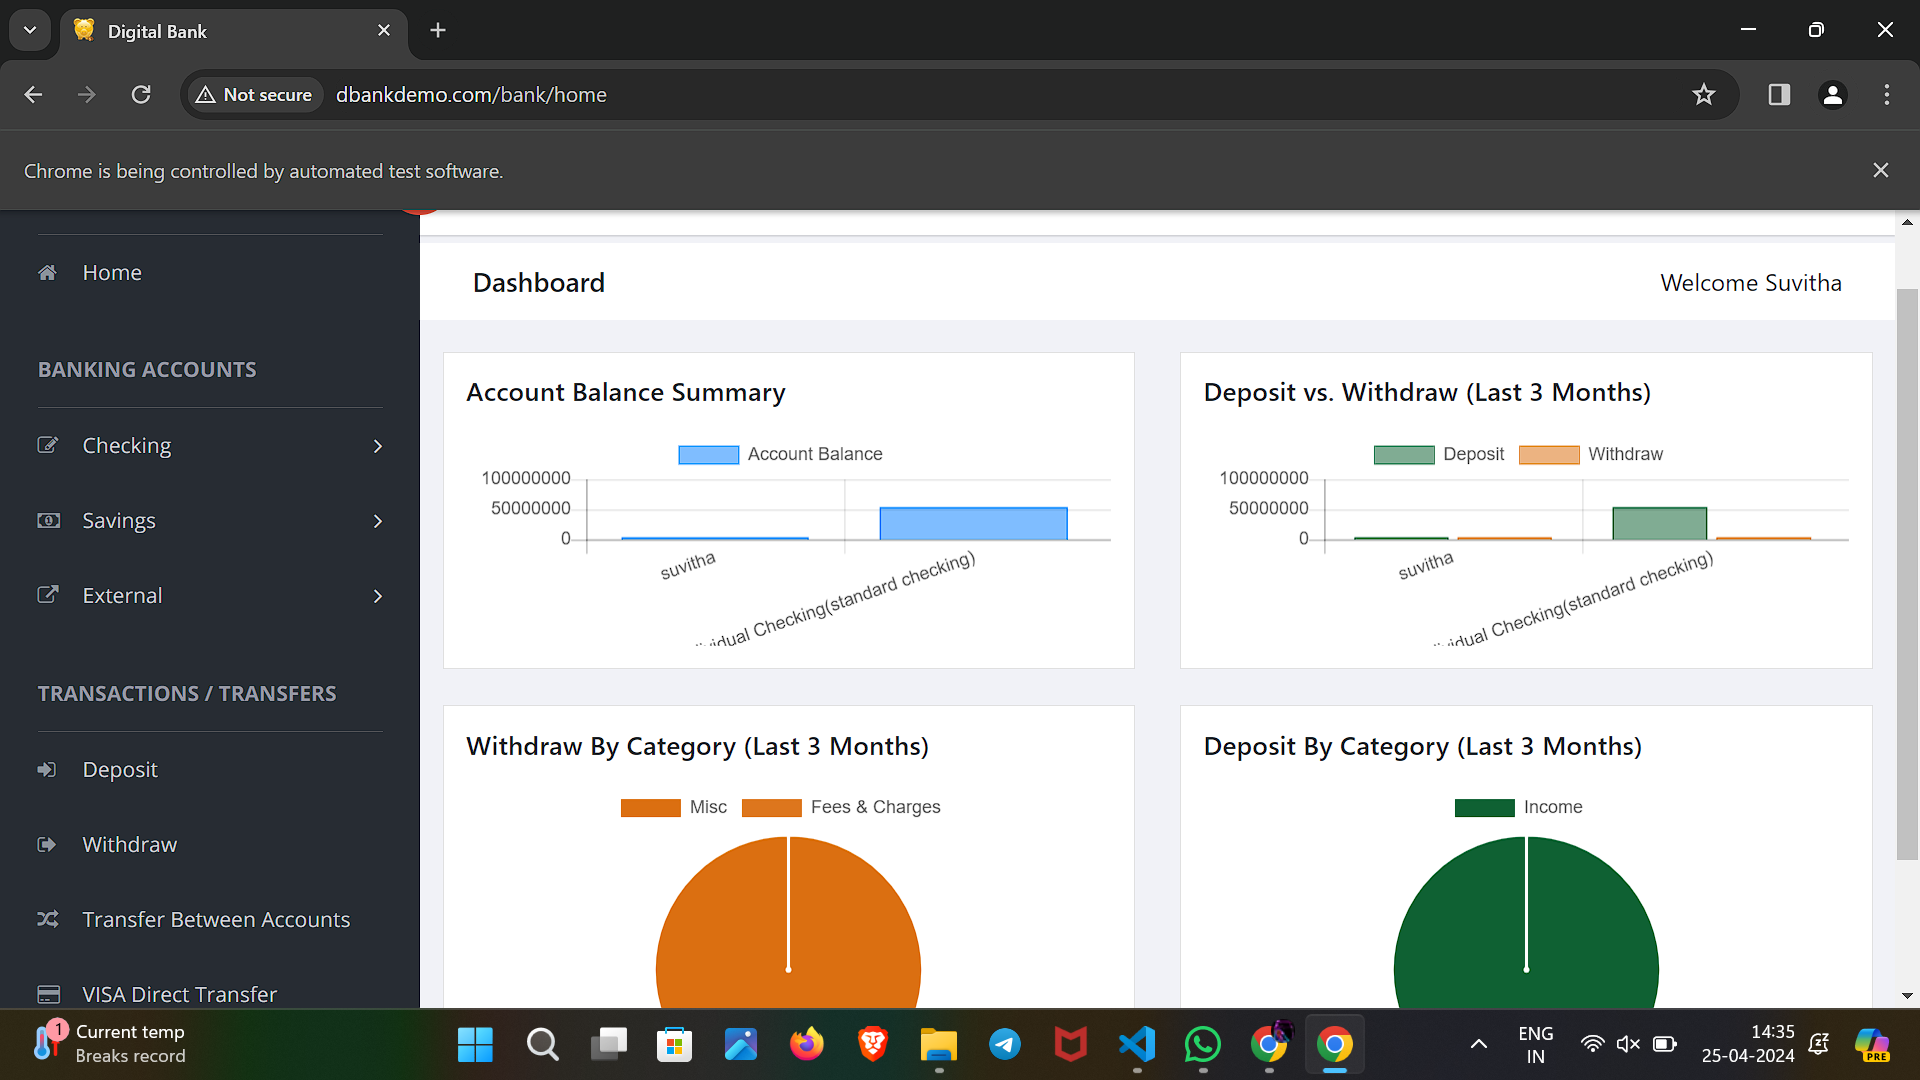 Digital Bank
Not secure
dbankdemo.com/bank/home
Chrome is being controlled by automated test software.
Home
BANKING ACCOUNTS
Checking
Savings
External
TRANSACTIONS / TRANSFERS
Deposit
Withdraw
Transfer Between Accounts
VISA Direct Transfer
Dashboard
Welcome Suvitha
Account Balance Summary
Account Balance
100000000
50000000
0
suvitha
Checking(standard checking)
Deposit vs. Withdraw (Last 3 Months)
Deposit
Withdraw
100000000
50000000
0
suvitha
Checking(standard checking)
Withdraw By Category (Last 3 Months)
Misc
Fees & Charges
Deposit By Category (Last 3 Months)
Income
1
Current temp
Breaks record
ENG
IN
14:35
25-04-2024
PRE